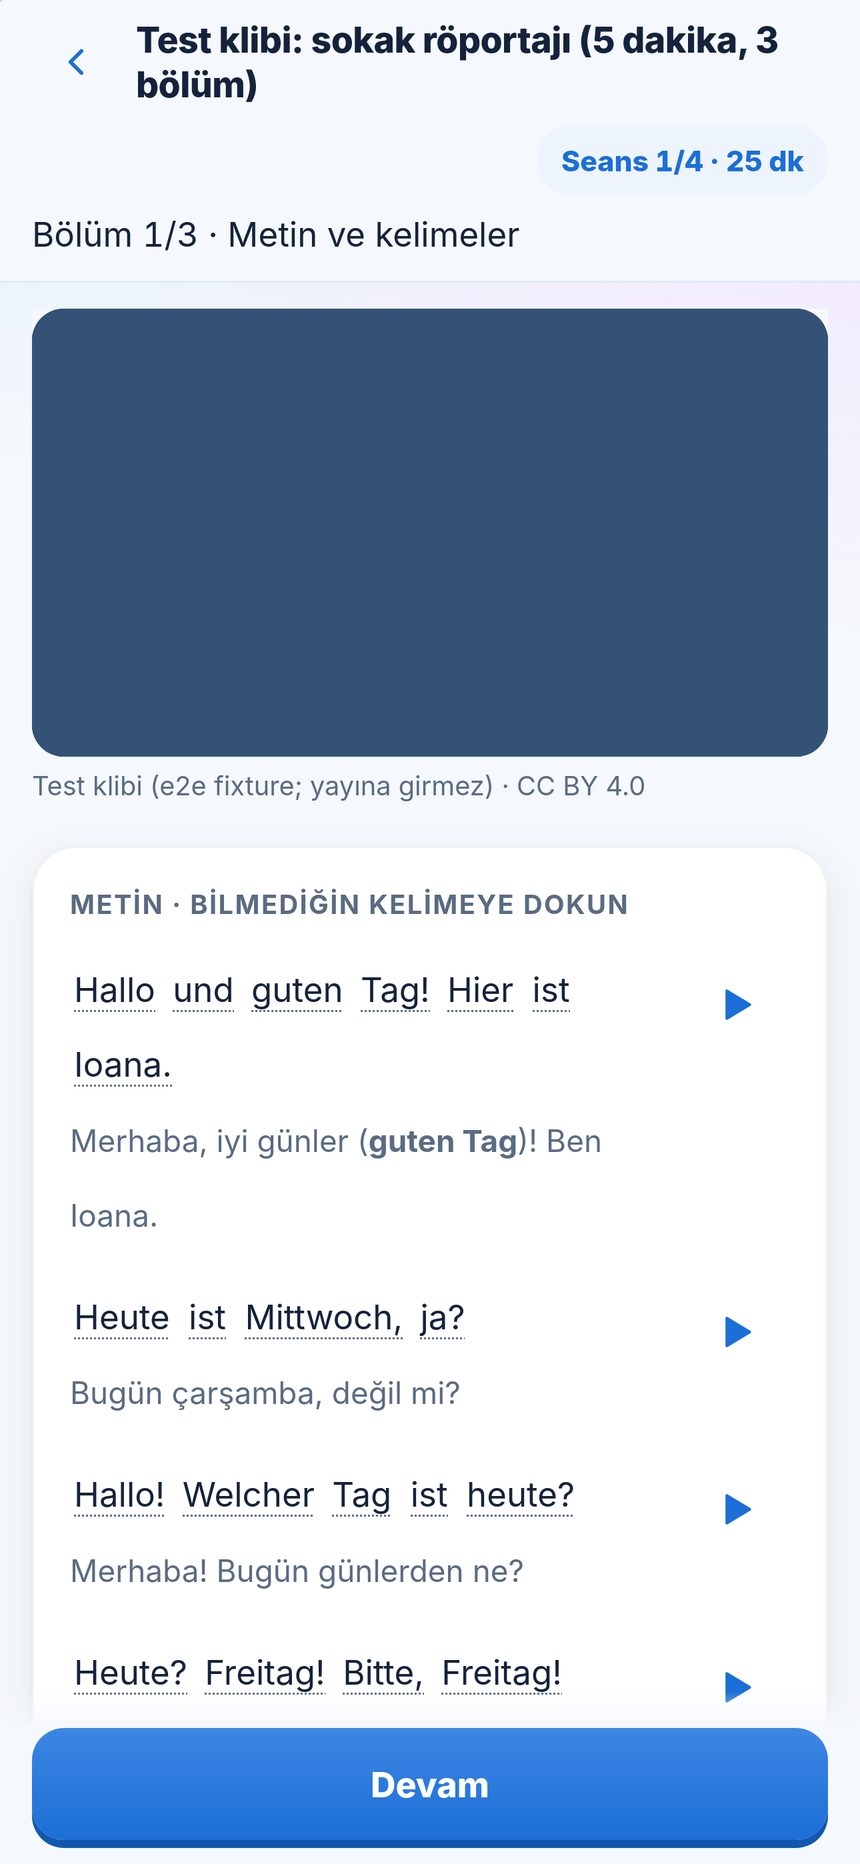 Test klibi: sokak röportajı (5 dakika, 3
bölüm)
Seans 1/4 · 25 dk
Bölüm 1/3 · Metin ve kelimeler
Test klibi (e2e fixture; yayına girmez) · CC BY 4.0
METİN · BİLMEDİĞİN KELİMEYE DOKUN
Hallo und guten Tag! Hier ist
Ioana.
Merhaba, iyi günler (guten Tag)! Ben
Ioana.
Heute ist Mittwoch, ja?
Bugün çarşamba, değil mi?
Hallo! Welcher Tag ist heute?
Merhaba! Bugün günlerden ne?
Heute? Freitag! Bitte, Freitag!
Devam